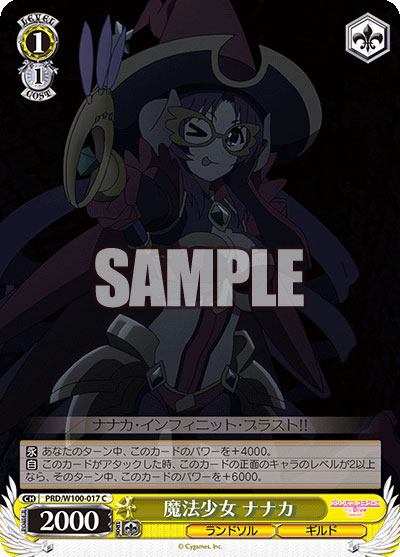 LEVEL
1
1
COST
SAMPLE
ナナカ・インフィニット・ブラスト!!
永 あなたのターン中、このカードのパワーを+4000。
自 このカードがアタックした時、このカードの正面のキャラのレベルが2以上
なら、そのターン中、このカードのパワーを+6000。
CH PRD/W100-017 C
POWER
2000
SOUL
魔法少女 ナナカ
ランドソル
ギルド
© Cygames, Inc.